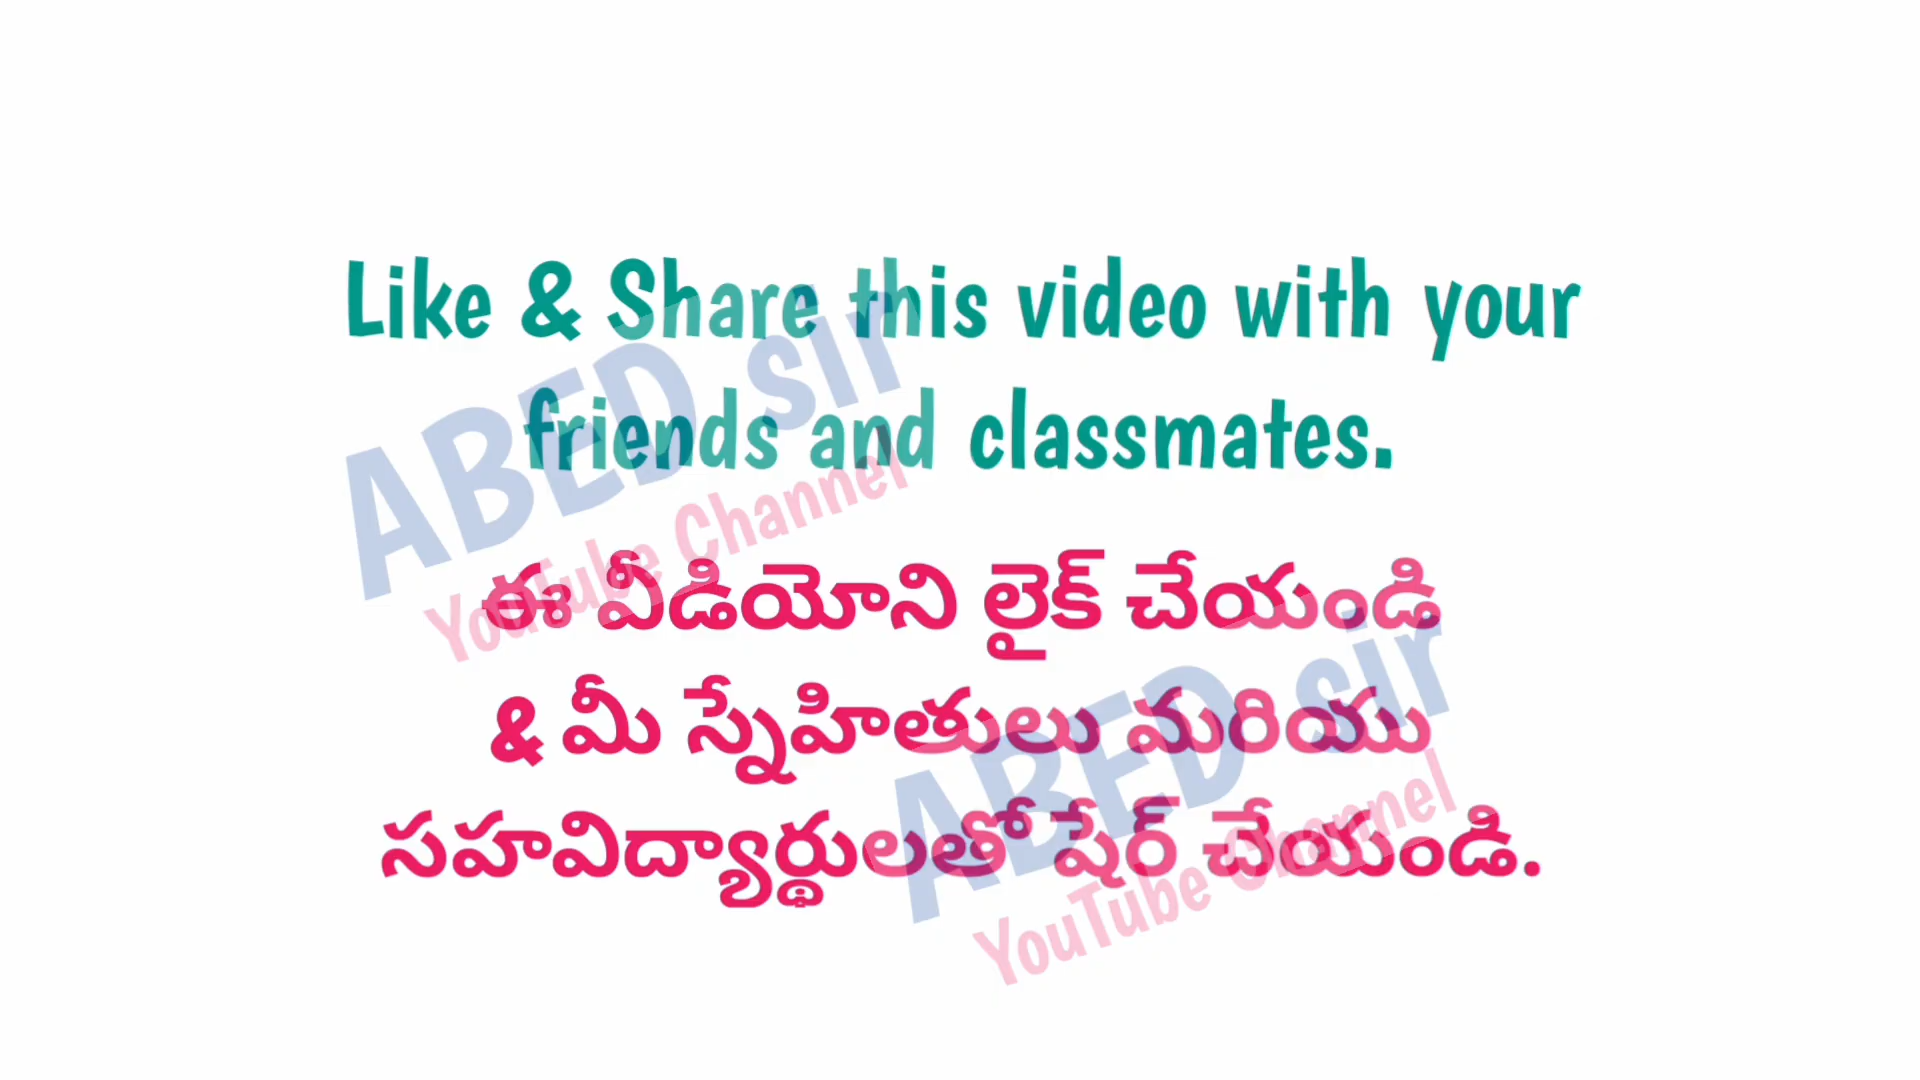 Like & Share this video with your
friends and classmates.
ఈ వీడియోని లైక్ చేయండి
& మీ స్నేహితులు మరియు
సహవిద్యార్థులతో షేర్ చేయండి.
ABED sir
YouTube Channel
ABED sir
YouTube Channel